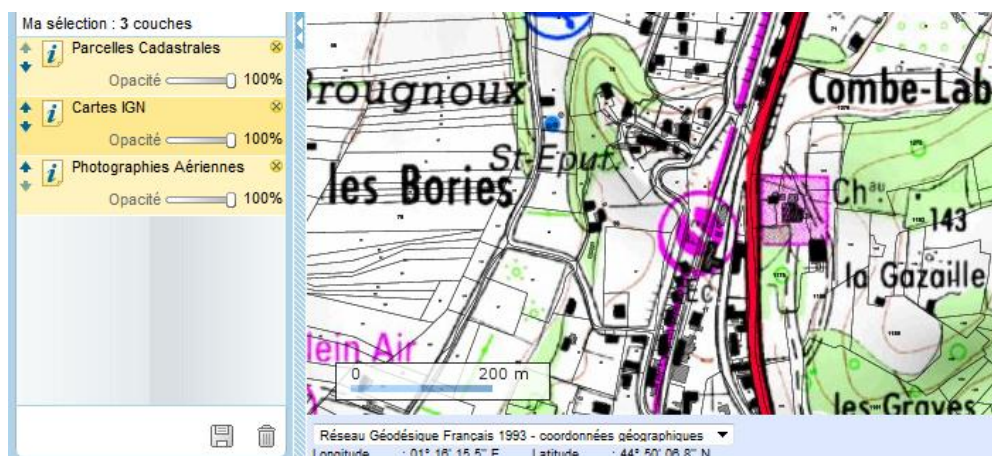 Ma sélection : 3 couches
Parcelles Cadastrales
Opacité 100%
Cartes IGN
Opacité 100%
Photographies Aériennes
Opacité 100%
Brougnoux
Combe-Lab
St-Eput.
les Bories
Chau
143
la Gazaille
Ec
lein Air
0 200 m
les Graves
Réseau Géodésique Français 1993 - coordonnées géographiques
Longitude : 01° 16' 15.5" E Latitude : 44° 50' 06.8" N